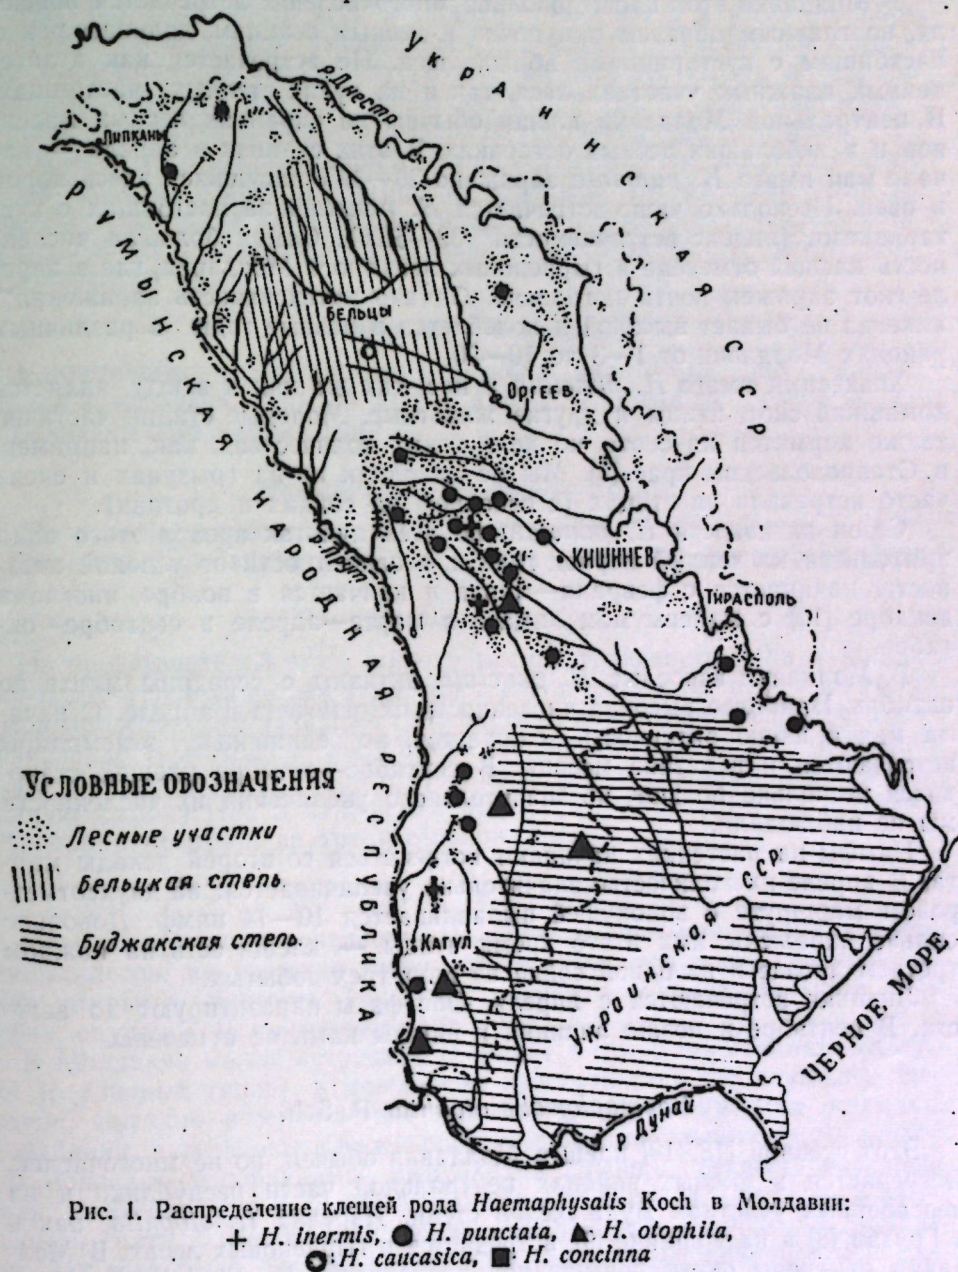 УКРАИНСКАЯ ССР
р.Днестр
Липканы
РУМЫНСКАЯ НАРОДНАЯ РЕСПУБЛИКА
Бельцы
Оргеев
р.Прут
Кишинев
Тирасполь
Условные обозначения
Лесные участки
Бельцкая степь
Буджакская степь.
Кагул
Украинская ССР
Черное море
р Дунай
Рис. 1. Распределение клещей рода Haemaphysalis Koch. в Молдавии:
+ H. inermis, ● H. punctata, ▲ H. otophila,
H. caucasica, ■ H. concinna